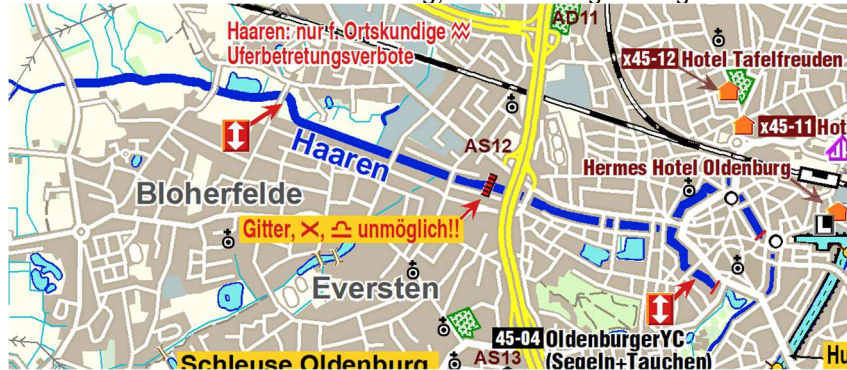 AD11
Haaren: nur f. Ortskundige
Uferbetretungsverbote
x45-12 Hotel Tafelfreuden
x45-11 Hot
AS12
Haaren
Hermes Hotel Oldenburg
Bloherfelde
L
Gitter, X, unmöglich!!
Eversten
45-04 OldenburgerYC
(Segeln+Tauchen)
AS13
Schleuse Oldenburg
Hu